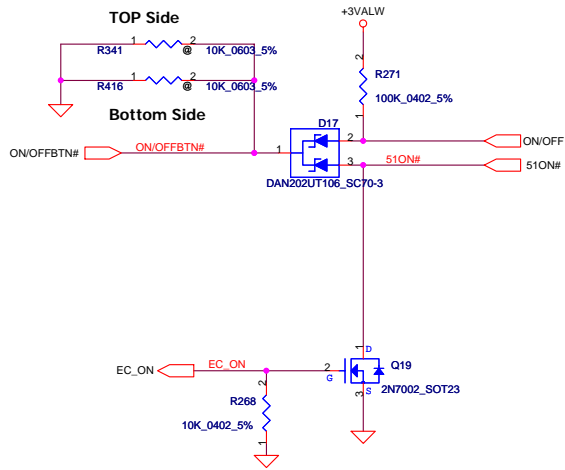 TOP Side
+3VALW
R341 1 2 10K_0603_5%
@
R416 1 2 10K_0603_5%
@
2
R271
100K_0402_5%
1
Bottom Side
D17
ON/OFFBTN# ON/OFFBTN# 1 2 ON/OFF
3 51ON# 51ON#
DAN202UT106_SC70-3
1 D
EC_ON EC_ON 2 G Q19
S 2N7002_SOT23
3
2
R268
10K_0402_5%
1